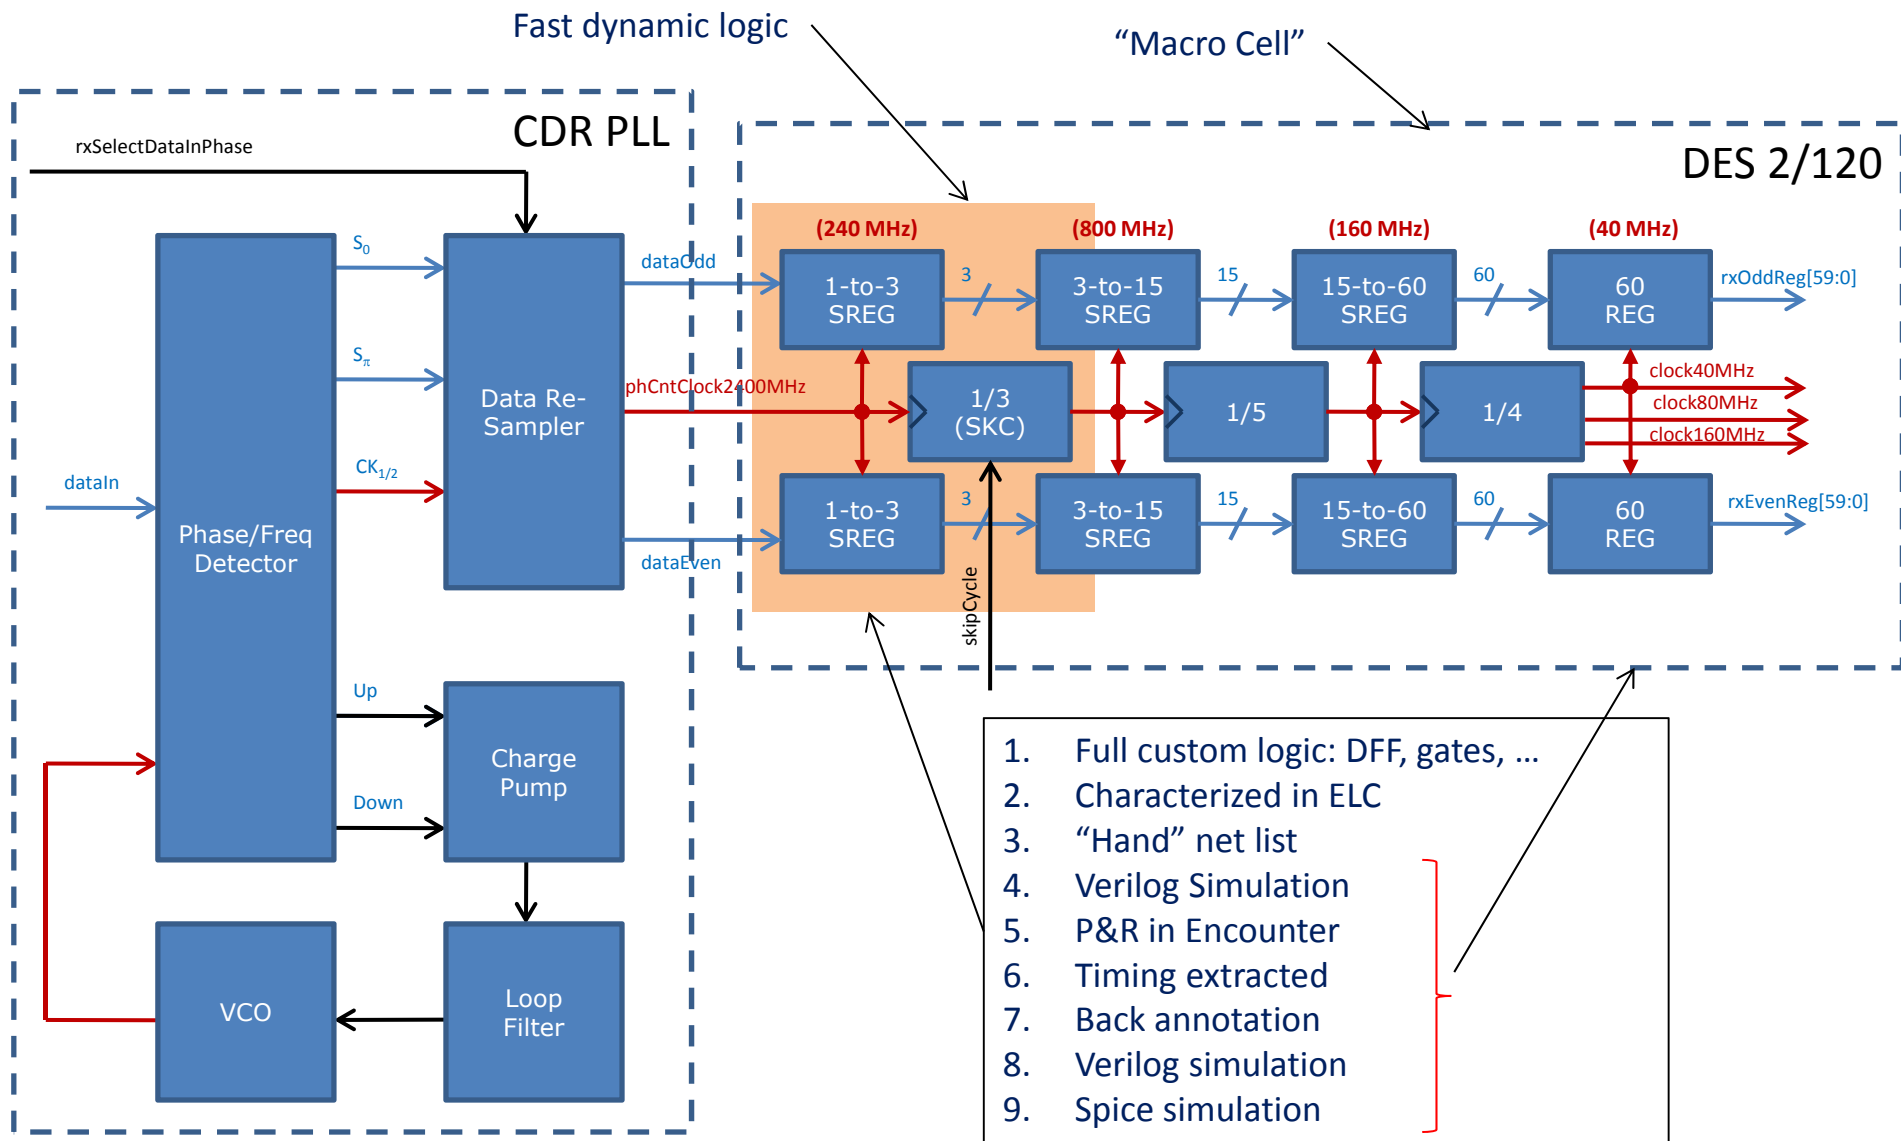 Fast dynamic logic
“Macro Cell”
CDR PLL
rxSelectDataInPhase
DES 2/120
(240 MHz)
(800 MHz)
(160 MHz)
(40 MHz)
S0
dataOdd
1-to-3
SREG
3
3-to-15
SREG
15
15-to-60
SREG
60
60
REG
rxOddReg[59:0]
Sπ
Data Re-
Sampler
phCntClock2400MHz
1/3
(SKC)
1/5
1/4
clock40MHz
clock80MHz
clock160MHz
CK1/2
dataIn
Phase/Freq
Detector
dataEven
1-to-3
SREG
3
3-to-15
SREG
15
15-to-60
SREG
60
60
REG
rxEvenReg[59:0]
skipCycle
Up
Down
Charge
Pump
VCO
Loop
Filter
1. Full custom logic: DFF, gates, ...
2. Characterized in ELC
3. “Hand” net list
4. Verilog Simulation
5. P&R in Encounter
6. Timing extracted
7. Back annotation
8. Verilog simulation
9. Spice simulation